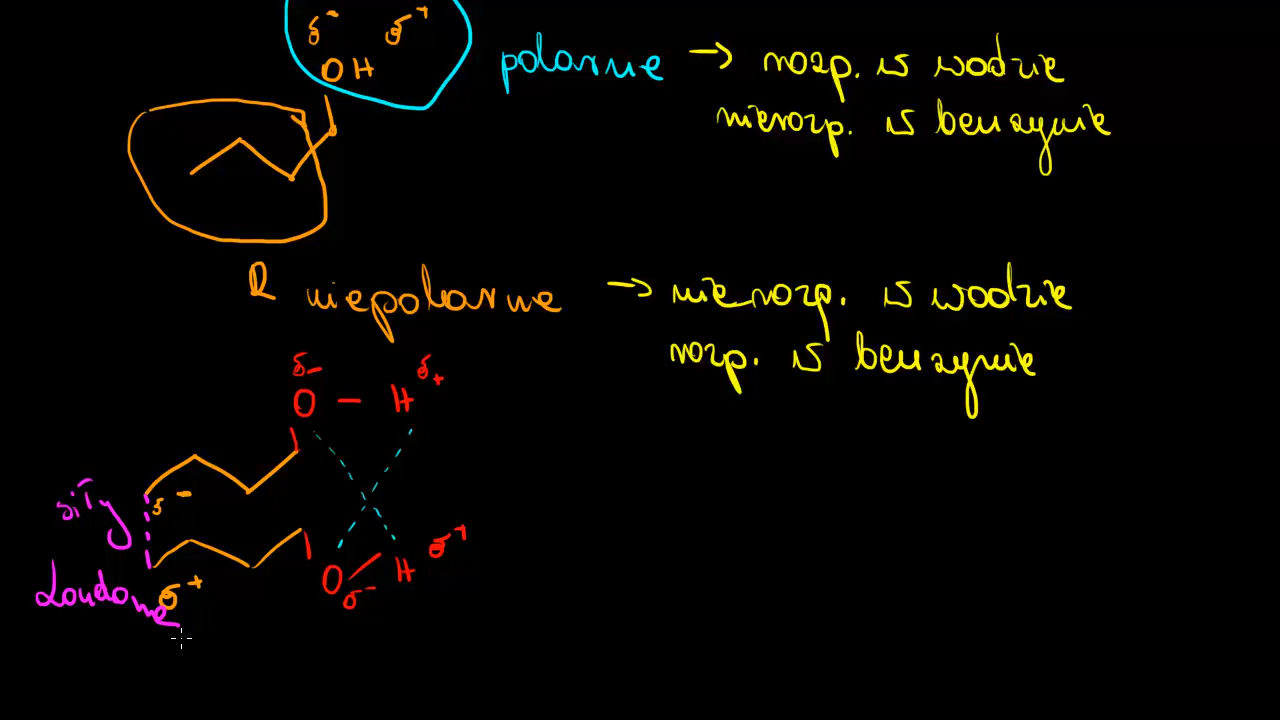 δ- δ+
OH
polarne → rozp. w wodzie
nierozp. w benzynie
R niepolarne → nierozp. w wodzie
rozp. w benzynie
δ- δ+
O - H
siły
δ-
Londona
δ+
O - H δ+
δ-